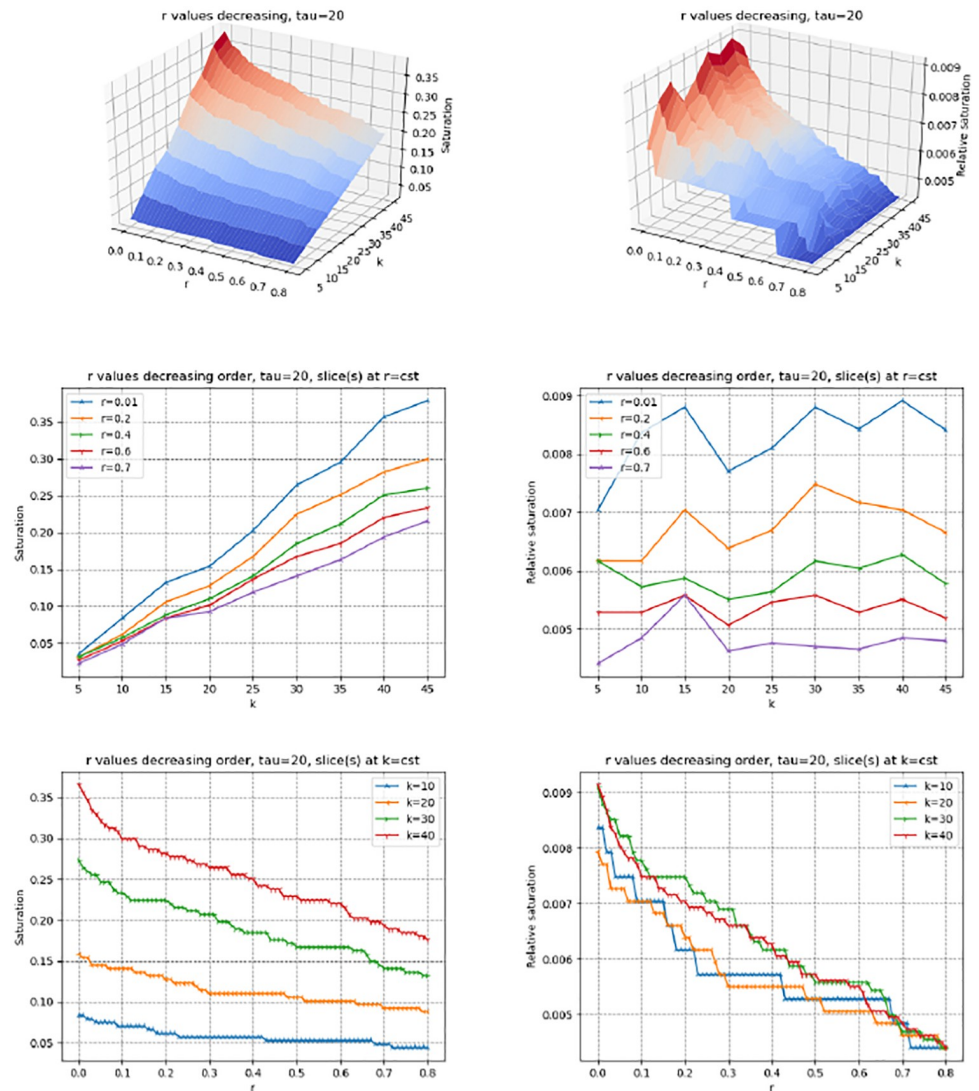 r values decreasing, tau=20
0.35
0.30
0.25
0.20
0.15
0.10
0.05
Saturation
0.0 0.1 0.2 0.3 0.4 0.5 0.6 0.7 0.8
r
5 10 15 20 25 30 35 40 45
k
r values decreasing, tau=20
0.009
0.008
0.007
0.006
0.005
Relative saturation
0.0 0.1 0.2 0.3 0.4 0.5 0.6 0.7 0.8
r
5 10 15 20 25 30 35 40 45
k
r values decreasing order, tau=20, slice(s) at r=cst
r=0.01
r=0.2
r=0.4
r=0.6
r=0.7
0.35
0.30
0.25
0.20
0.15
0.10
0.05
Saturation
5 10 15 20 25 30 35 40 45
k
r values decreasing order, tau=20, slice(s) at r=cst
r=0.01
r=0.2
r=0.4
r=0.6
r=0.7
0.009
0.008
0.007
0.006
0.005
Relative saturation
5 10 15 20 25 30 35 40 45
k
r values decreasing order, tau=20, slice(s) at k=cst
k=10
k=20
k=30
k=40
0.35
0.30
0.25
0.20
0.15
0.10
0.05
Saturation
0.0 0.1 0.2 0.3 0.4 0.5 0.6 0.7 0.8
r
r values decreasing order, tau=20, slice(s) at k=cst
k=10
k=20
k=30
k=40
0.009
0.008
0.007
0.006
0.005
Relative saturation
0.0 0.1 0.2 0.3 0.4 0.5 0.6 0.7 0.8
r